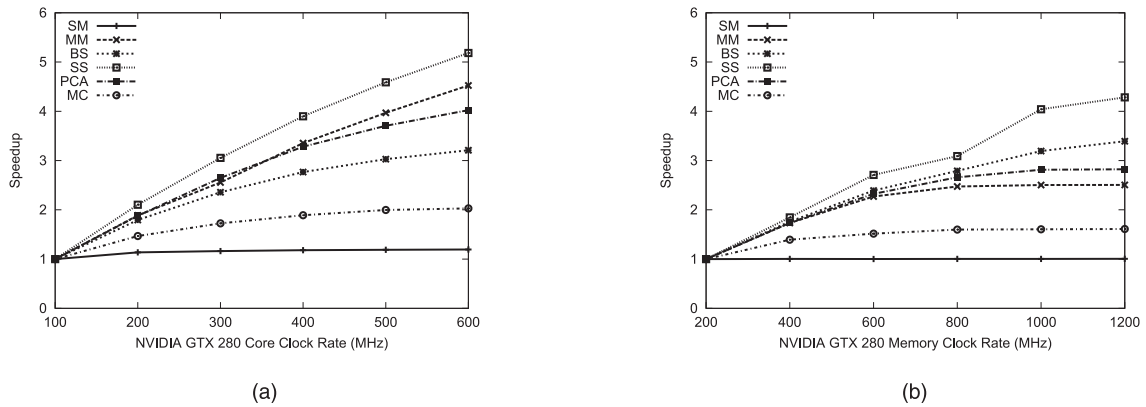 6
5
4
3
2
1
0
Speedup
SM
MM
BS
SS
PCA
MC
100 200 300 400 500 600
NVIDIA GTX 280 Core Clock Rate (MHz)
(a)
6
5
4
3
2
1
0
Speedup
SM
MM
BS
SS
PCA
MC
200 400 600 800 1000 1200
NVIDIA GTX 280 Memory Clock Rate (MHz)
(b)